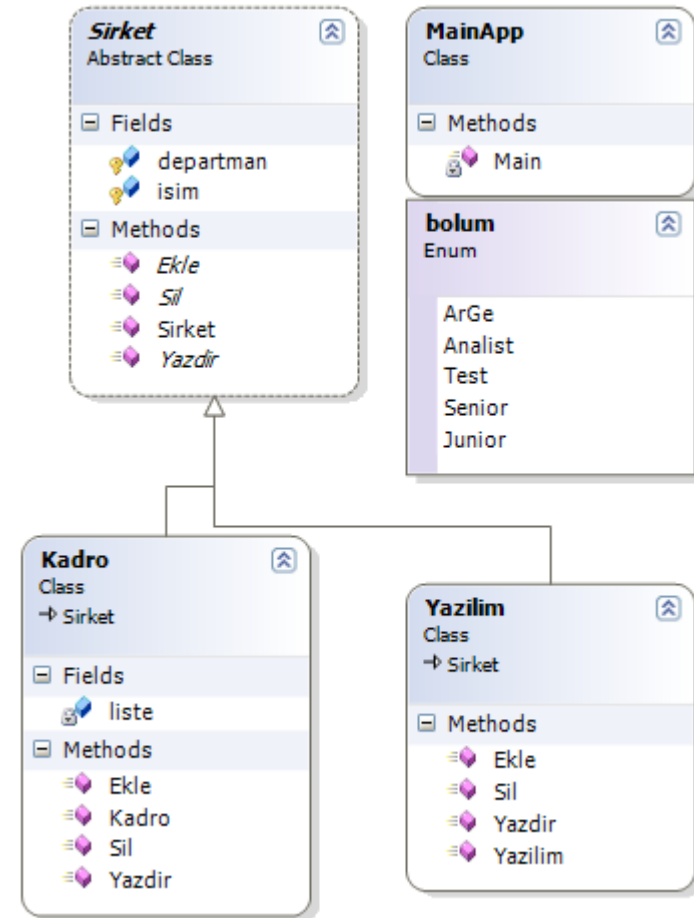 Sirket
Abstract Class
Fields
departman
isim
Methods
Ekle
Sil
Sirket
Yazdir
MainApp
Class
Methods
Main
bolum
Enum
ArGe
Analist
Test
Senior
Junior
Kadro
Class
Sirket
Fields
liste
Methods
Ekle
Kadro
Sil
Yazdir
Yazilim
Class
Sirket
Methods
Ekle
Sil
Yazdir
Yazilim